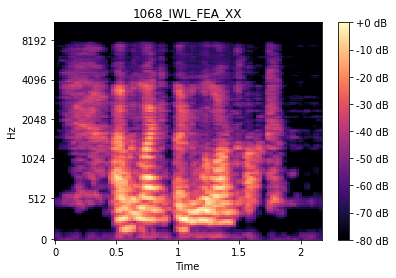 1068_IWL_FEA_XX
+0 dB
8192
-10 dB
4096
-20 dB
-30 dB
2048
Hz
-40 dB
1024
-50 dB
512
-60 dB
-70 dB
0
-80 dB
0 0.5 1 1.5 2
Time